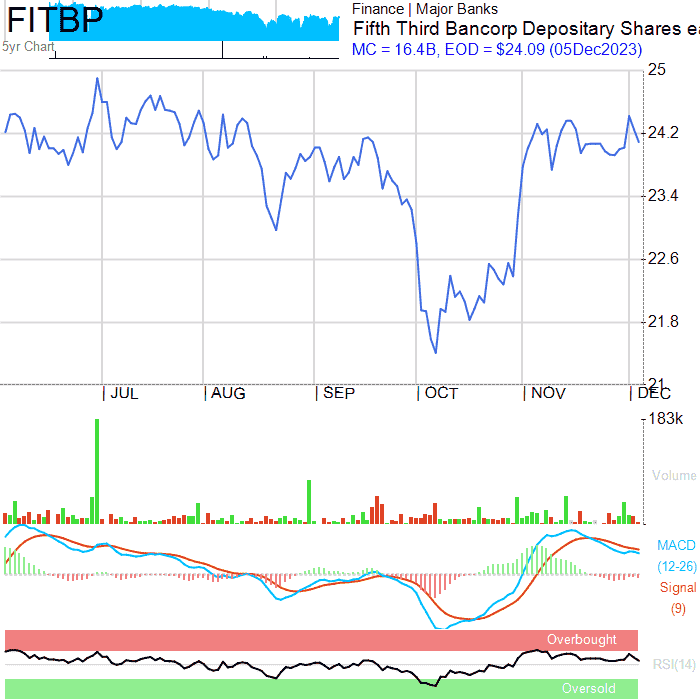 FITBP
5yr Chart
Finance | Major Banks
Fifth Third Bancorp Depositary Shares ea
MC = 16.4B, EOD = $24.09 (05Dec2023)
25
24.2
23.4
22.6
21.8
21
JUL AUG SEP OCT NOV DEC
183k
Volume
MACD
(12-26)
Signal
(9)
Overbought
RSI(14)
Oversold